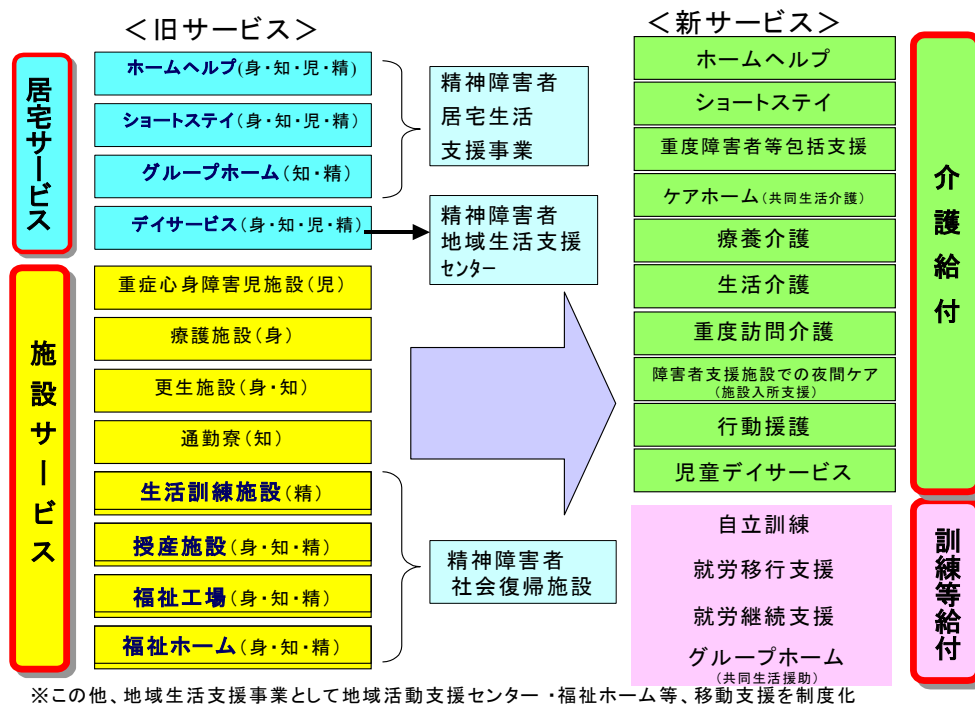 ＜旧サービス＞
居宅サービス
ホームヘルプ(身・知・児・精)
ショートステイ(身・知・児・精)
グループホーム(知・精)
デイサービス(身・知・児・精)
精神障害者
居宅生活
支援事業
精神障害者
地域生活支援
センター
施設サービス
重症心身障害児施設(児)
療護施設(身)
更生施設(身・知)
通勤寮(知)
生活訓練施設(精)
授産施設(身・知・精)
福祉工場(身・知・精)
福祉ホーム(身・知・精)
精神障害者
社会復帰施設
＜新サービス＞
ホームヘルプ
ショートステイ
重度障害者等包括支援
ケアホーム(共同生活介護)
療養介護
生活介護
重度訪問介護
障害者支援施設での夜間ケア
(施設入所支援)
行動援護
児童デイサービス
介護給付
自立訓練
就労移行支援
就労継続支援
グループホーム
(共同生活援助)
訓練等給付
※この他、地域生活支援事業として地域活動支援センター ・福祉ホーム等、移動支援を制度化